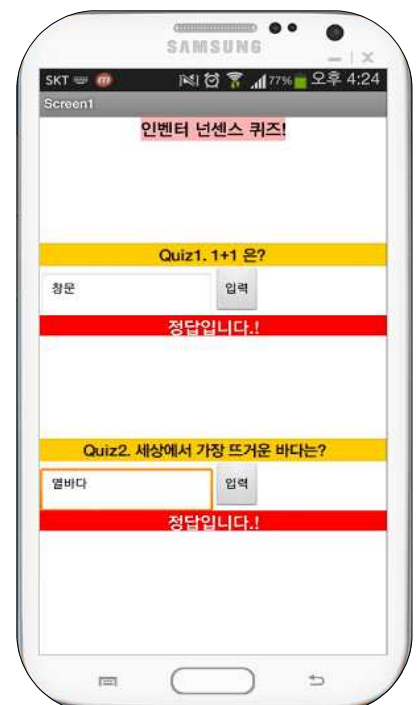 SAMSUNG
SKT 77% 오후 4:24
Screen1
인벤터 넌센스 퀴즈!
Quiz1. 1+1 은?
창문 입력
정답입니다.!
Quiz2. 세상에서 가장 뜨거운 바다는?
열바다 입력
정답입니다.!